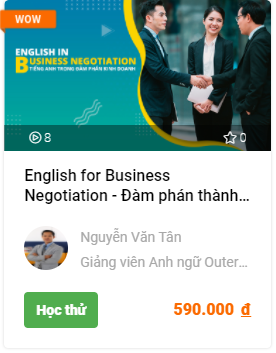 WOW
ENGLISH IN
BUSINESS NEGOTIATION
TIẾNG ANH TRONG ĐÀM PHÁN KINH DOANH
8
0
English for Business
Negotiation - Đàm phán thành...
Nguyễn Văn Tân
Giảng viên Anh ngữ Outer...
Học thử
590.000 đ